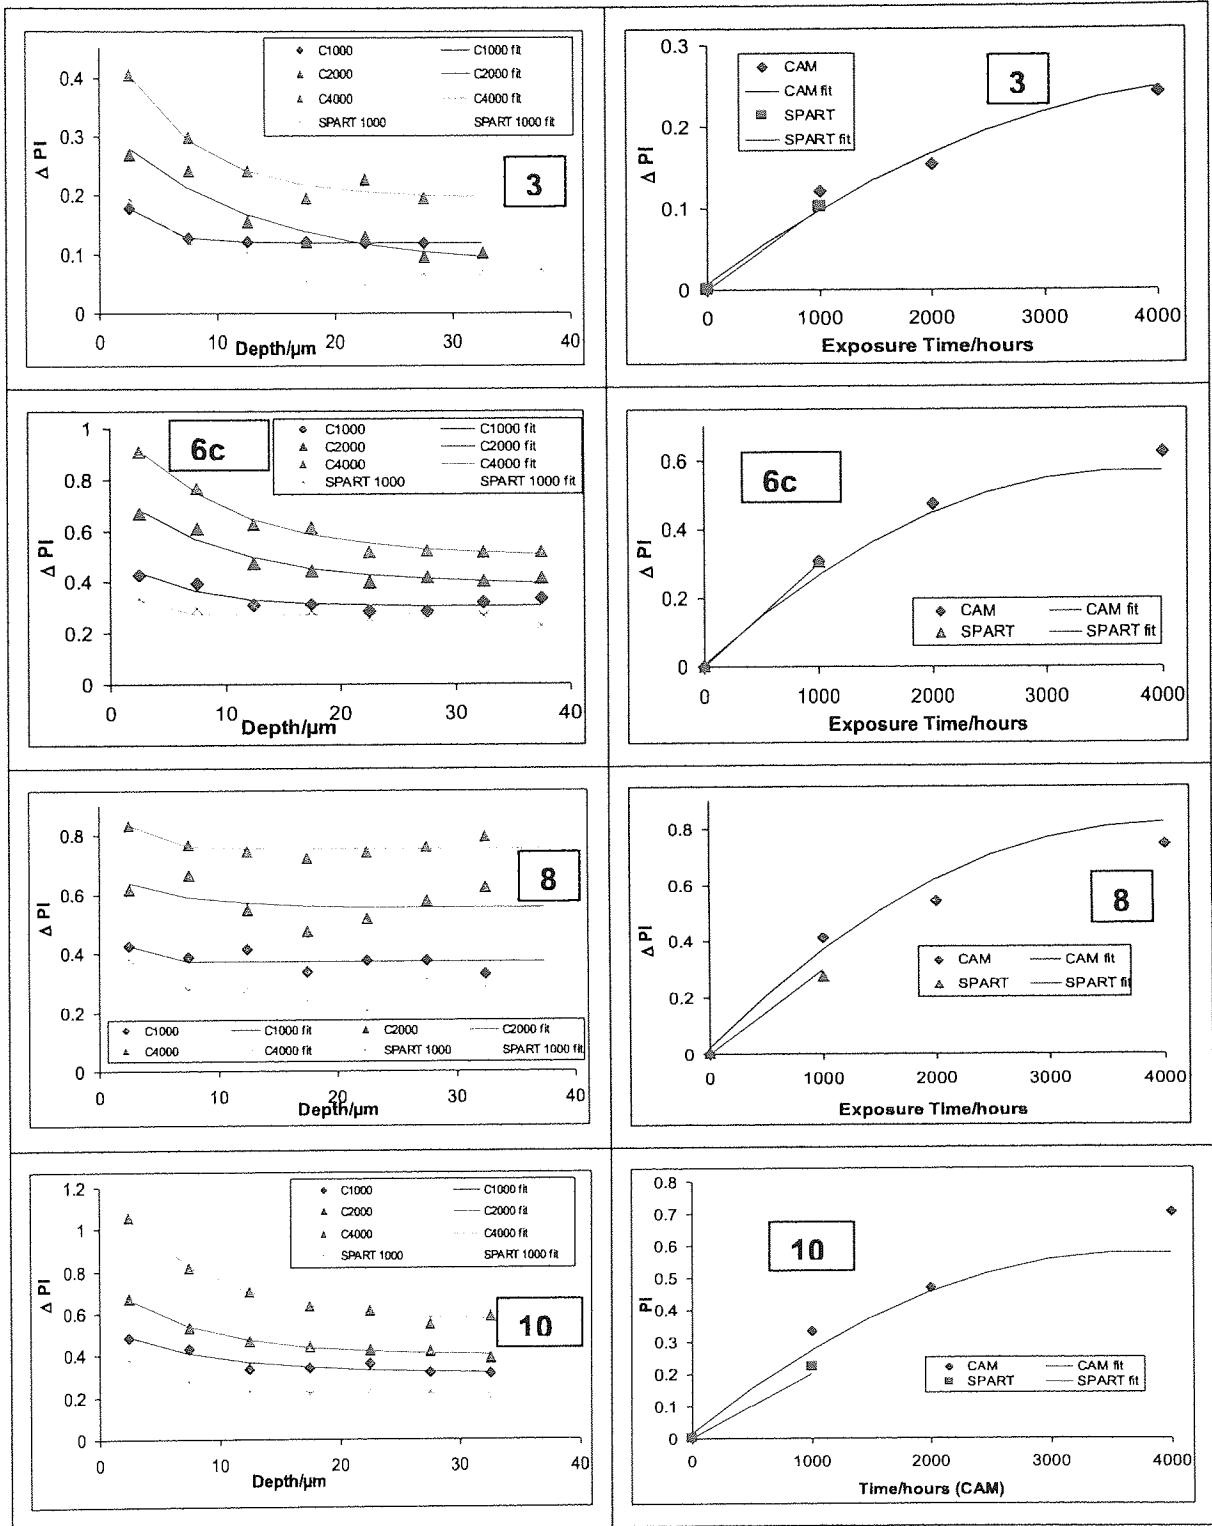 C1000 C1000 fit
C2000 C2000 fit
C4000 C4000 fit
SPART 1000 SPART 1000 fit
3
Δ PI
0.4
0.3
0.2
0.1
0
0 10 20 30 40
Depth/µm
0.3
0.2
0.1
0
Δ PI
CAM
CAM fit
SPART
SPART fit
3
0 1000 2000 3000 4000
Exposure Time/hours
1
0.8
0.6
0.4
0.2
0
Δ PI
6c
C1000 C1000 fit
C2000 C2000 fit
C4000 C4000 fit
SPART 1000 SPART 1000 fit
0 10 20 30 40
Depth/µm
0.6
0.4
0.2
0
Δ PI
6c
CAM CAM fit
SPART SPART fit
0 1000 2000 3000 4000
Exposure Time/hours
0.8
0.6
0.4
0.2
0
Δ PI
8
C1000 C1000 fit C2000 C2000 fit
C4000 C4000 fit SPART 1000 SPART 1000 fit
0 10 20 30 40
Depth/µm
0.8
0.6
0.4
0.2
0
Δ PI
8
CAM CAM fit
SPART SPART fit
0 1000 2000 3000 4000
Exposure Time/hours
1.2
1
0.8
0.6
0.4
0.2
0
Δ PI
C1000 C1000 fit
C2000 C2000 fit
C4000 C4000 fit
SPART 1000 SPART 1000 fit
10
0 10 20 30 40
Depth/µm
0.8
0.7
0.6
0.5
0.4
0.3
0.2
0.1
0
PI
10
CAM CAM fit
SPART SPART fit
0 1000 2000 3000 4000
Time/hours (CAM)